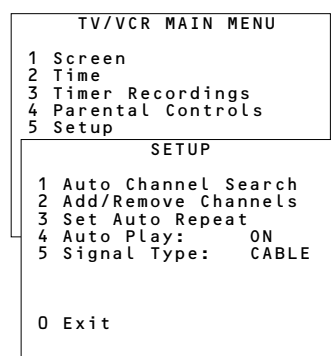 TV/VCR MAIN MENU
1 Screen
2 Time
3 Timer Recordings
4 Parental Controls
5 Setup
SETUP
1 Auto Channel Search
2 Add/Remove Channels
3 Set Auto Repeat
4 Auto Play: ON
5 Signal Type: CABLE
0 Exit